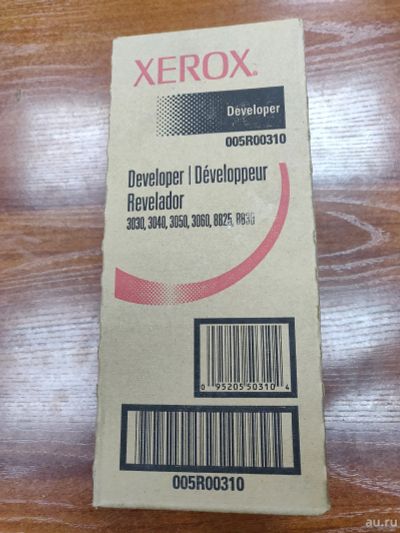 XEROX.
Developer
005R00310
Developer | Développeur
Revelador
3030, 3040, 3050, 3060, 8825, 8830
0 95205 50310 4
005R00310
au.ru